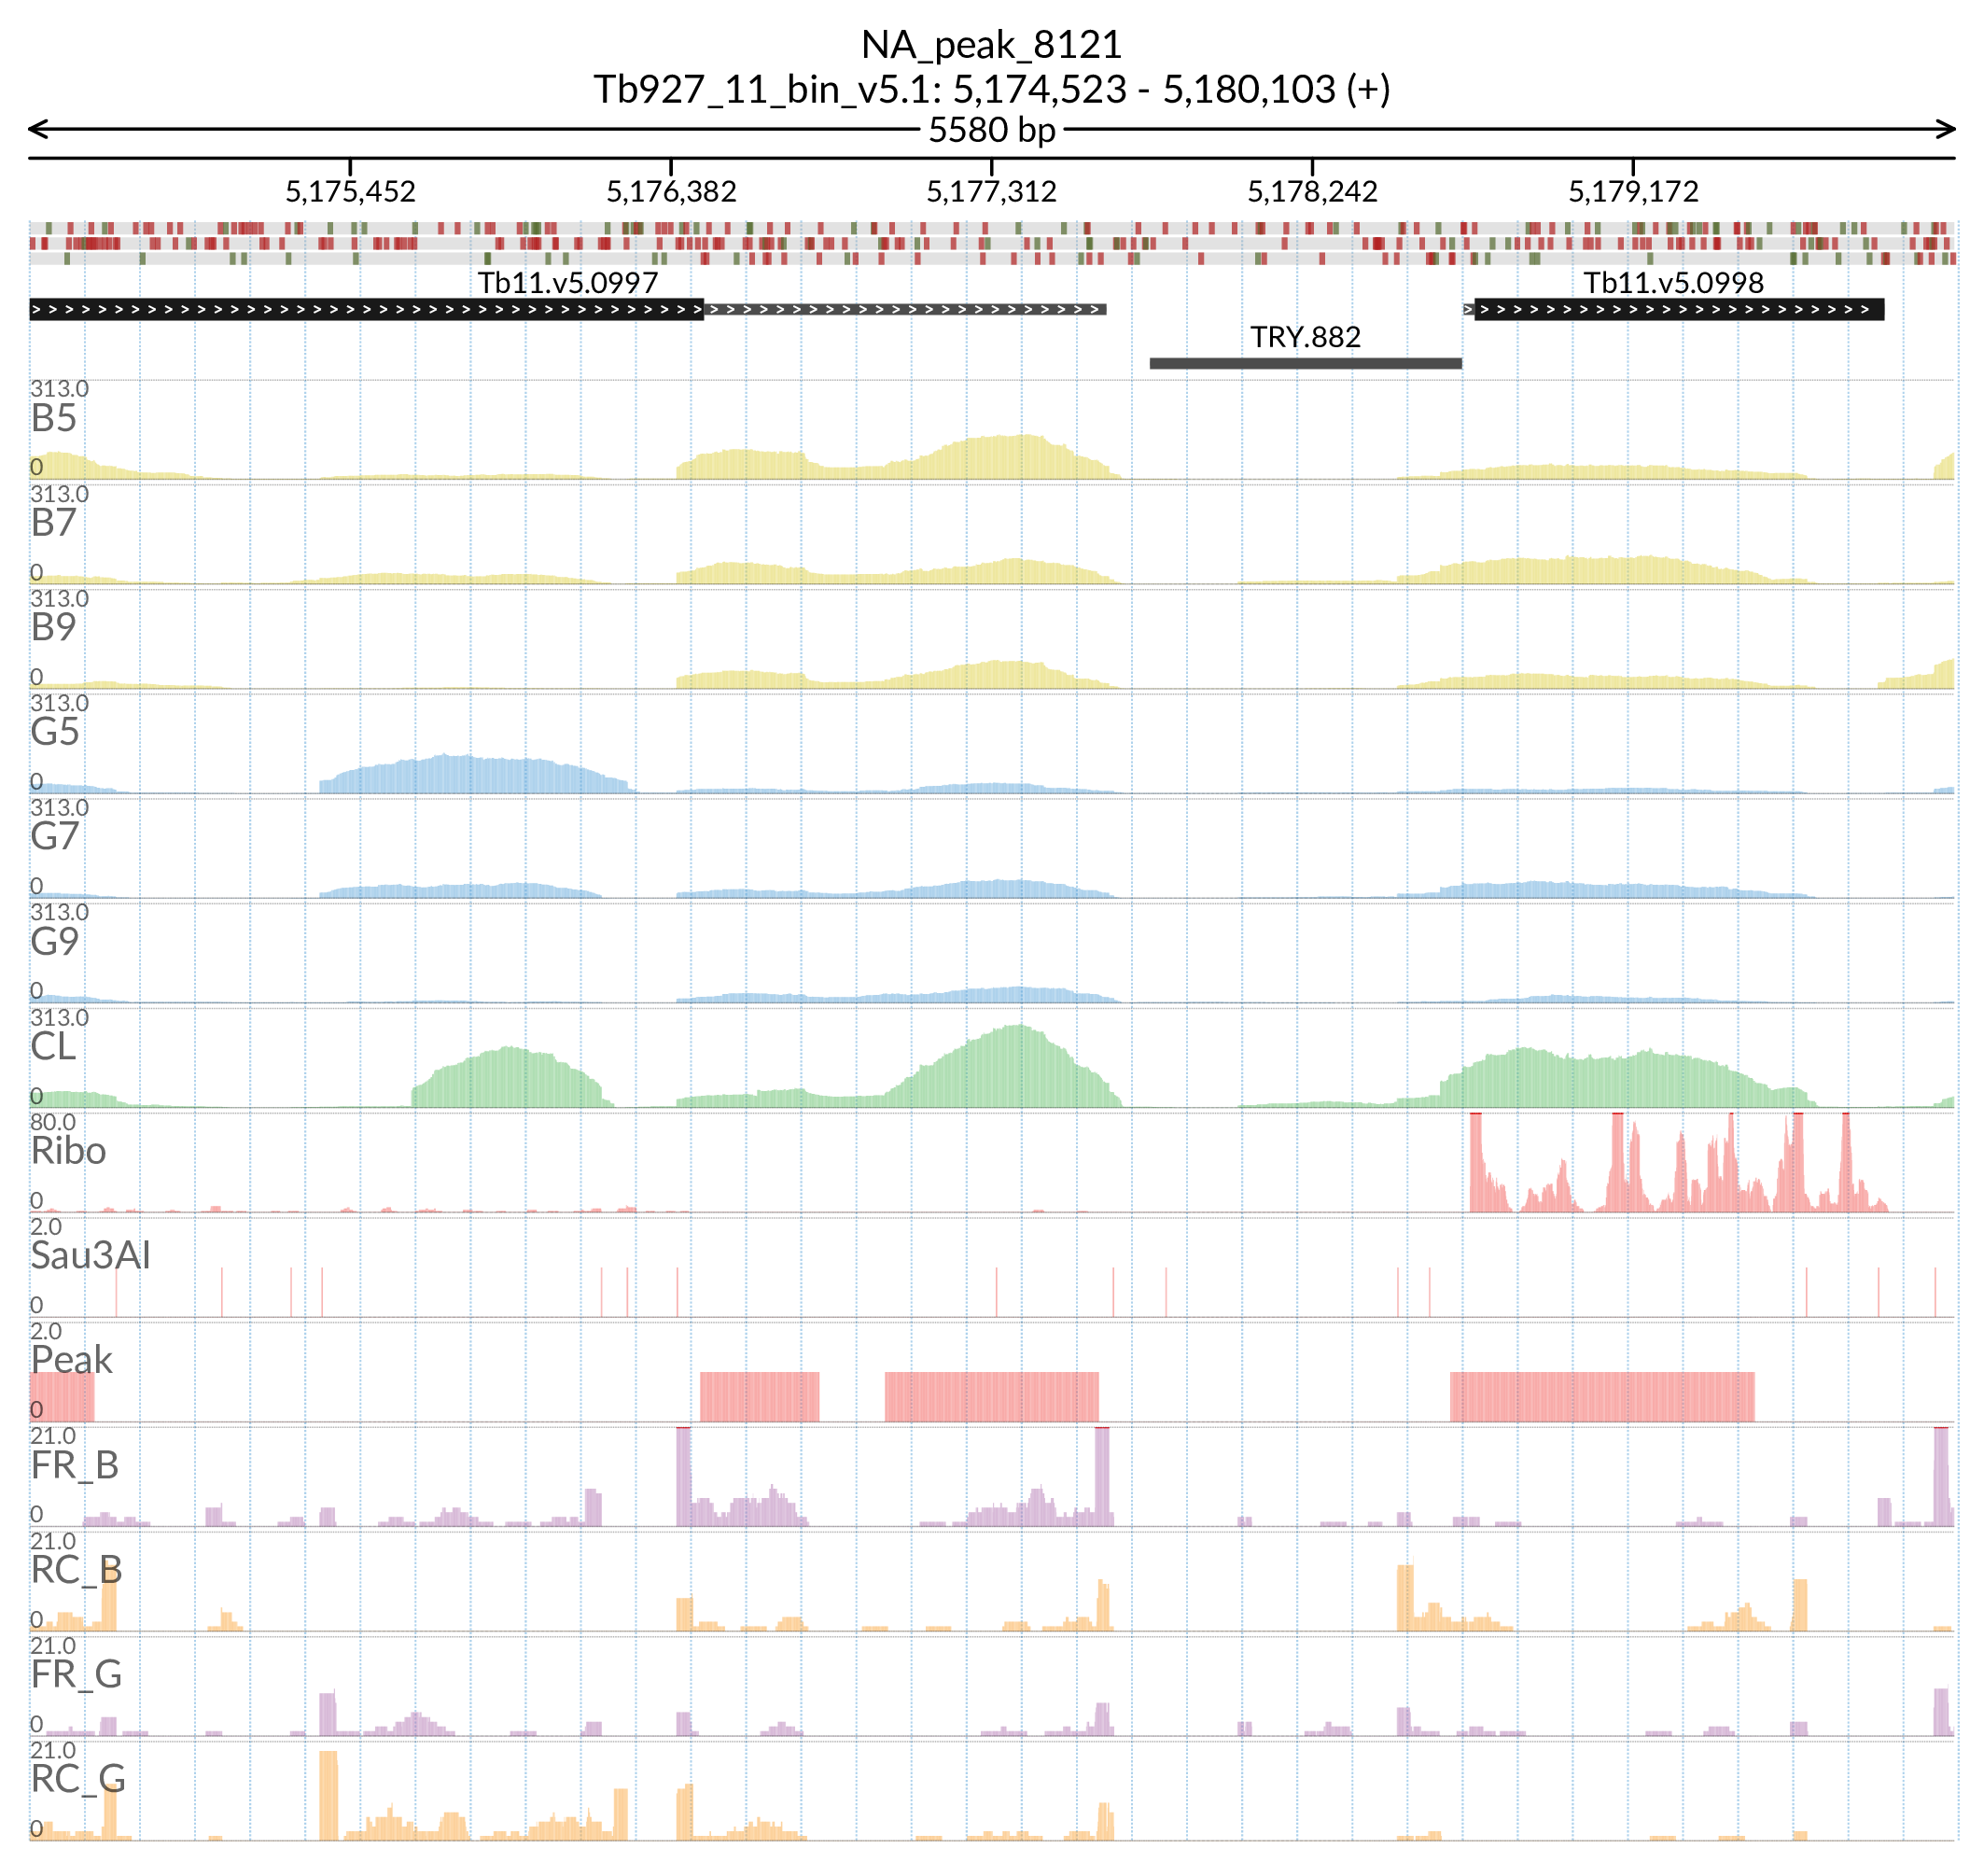 NA_peak_8121
Tb927_11_bin_v5.1: 5,174,523 - 5,180,103 (+)
5580 bp
5,175,452 5,176,382 5,177,312 5,178,242 5,179,172
Tb11.v5.0997 Tb11.v5.0998
> > > > > > > > > > > > > > > > > > > > > > > > > > > > > > > > > > > > > > > > > > > > > > > > > > > > > > > > > > > > > > > > > > > > > > > > > > > > > > > > > > > > > > > > > >
TRY.882
313.0
B5
0
313.0
B7
0
313.0
B9
0
313.0
G5
0
313.0
G7
0
313.0
G9
0
313.0
CL
0
80.0
Ribo
0
2.0
Sau3AI
0
2.0
Peak
0
21.0
FR_B
0
21.0
RC_B
0
21.0
FR_G
0
21.0
RC_G
0